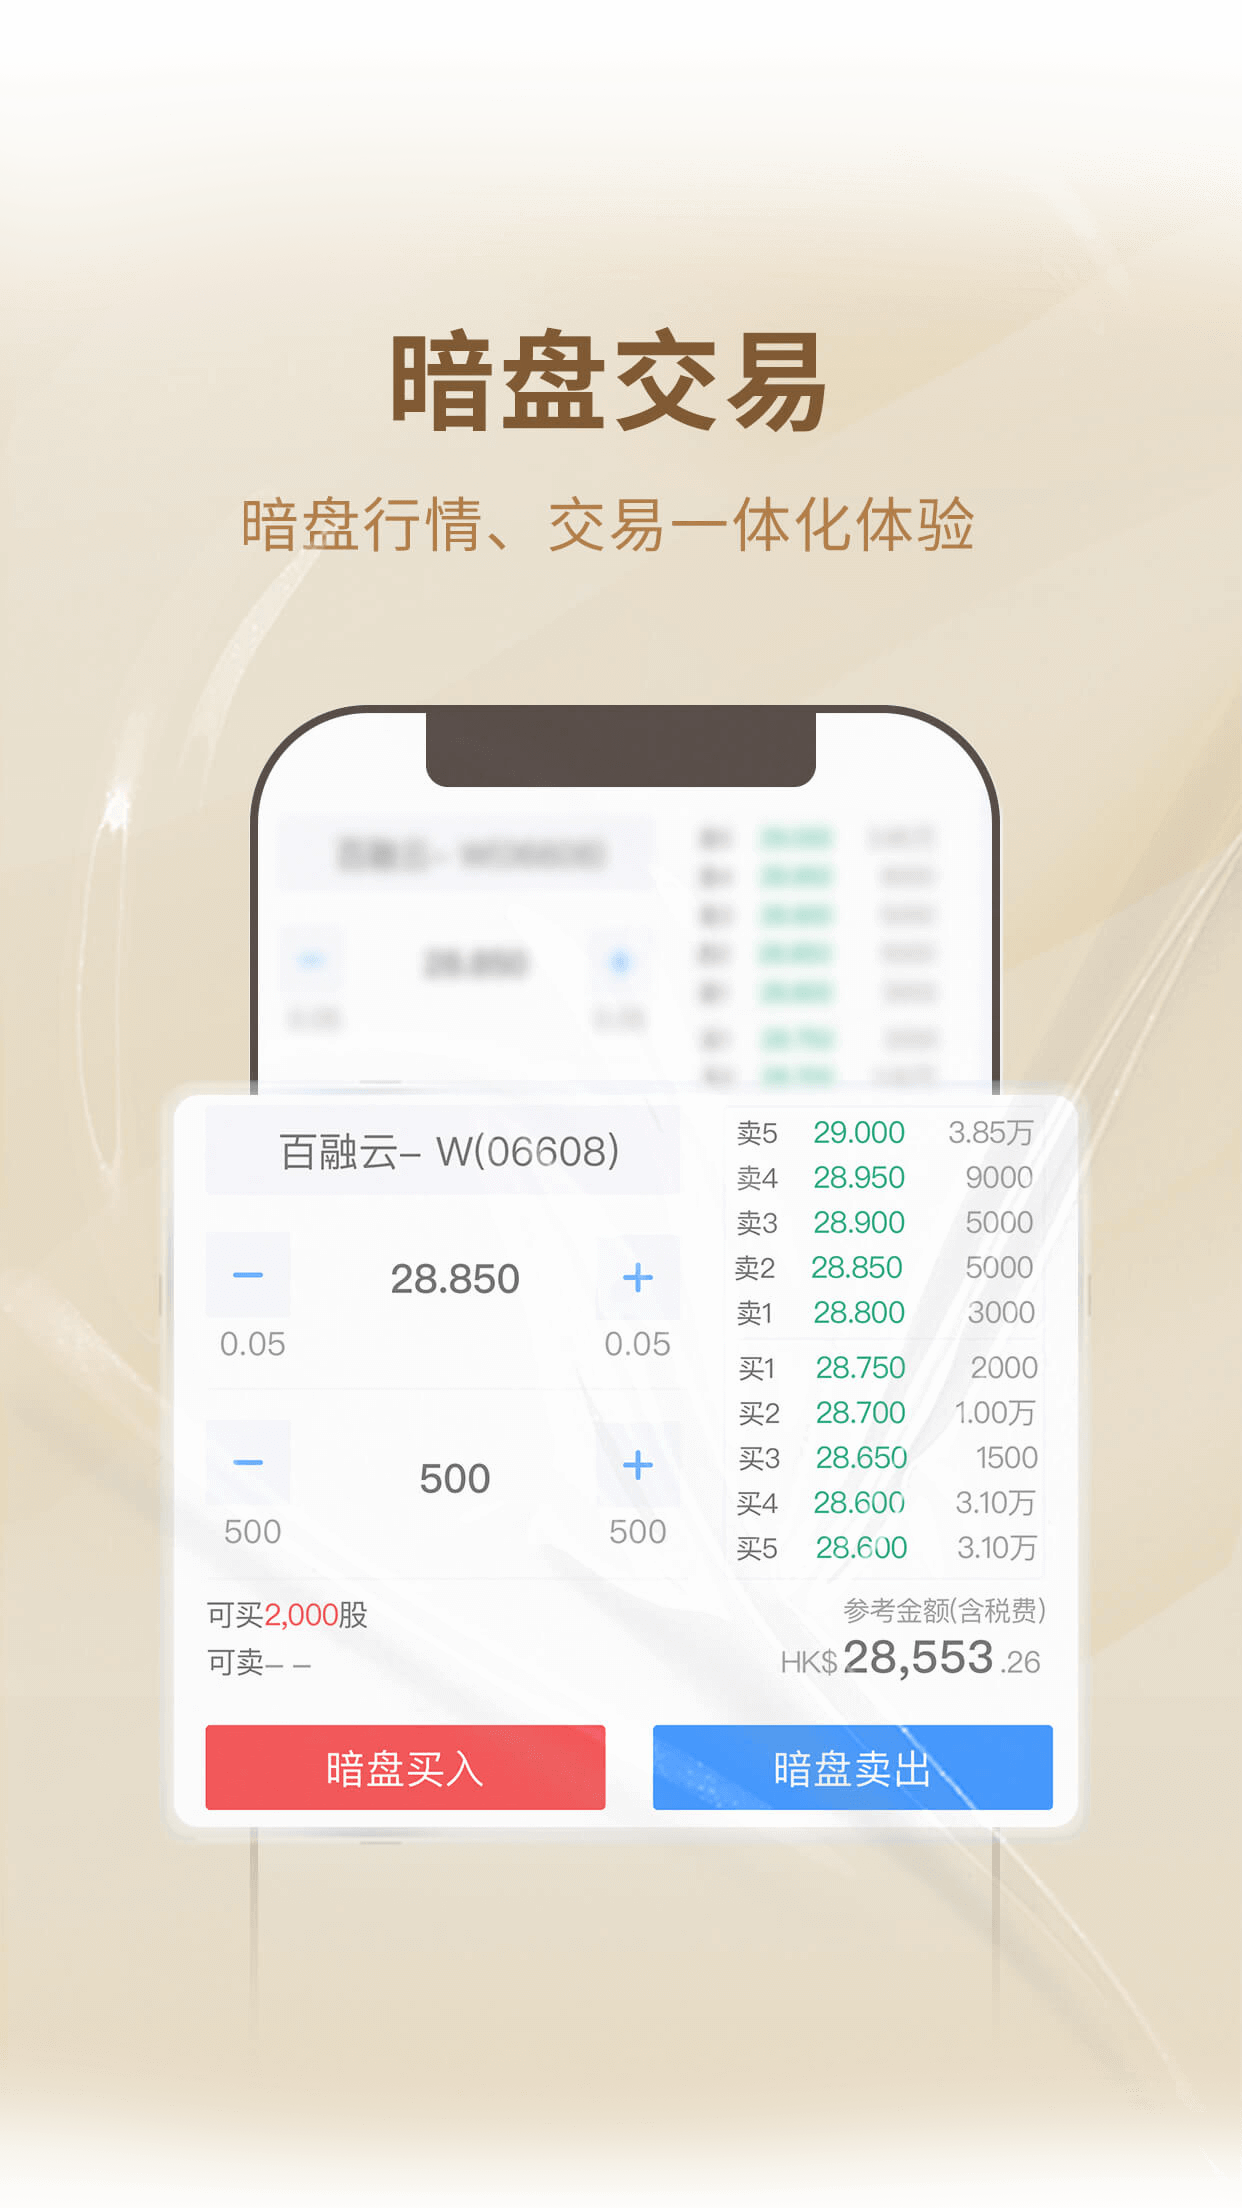 暗盘交易
暗盘行情、交易一体化体验
百融云- W(06608)
28.850
百融云– W(06608)
− 28.850 +
0.05 0.05
− 500 +
500 500
卖5 29.000 3.85万
卖4 28.950 9000
卖3 28.900 5000
卖2 28.850 5000
卖1 28.800 3000
买1 28.750 2000
买2 28.700 1.00万
买3 28.650 1500
买4 28.600 3.10万
买5 28.600 3.10万
可买2,000股
可卖– –
参考金额(含税费)
HK$28,553.26
暗盘买入
暗盘卖出